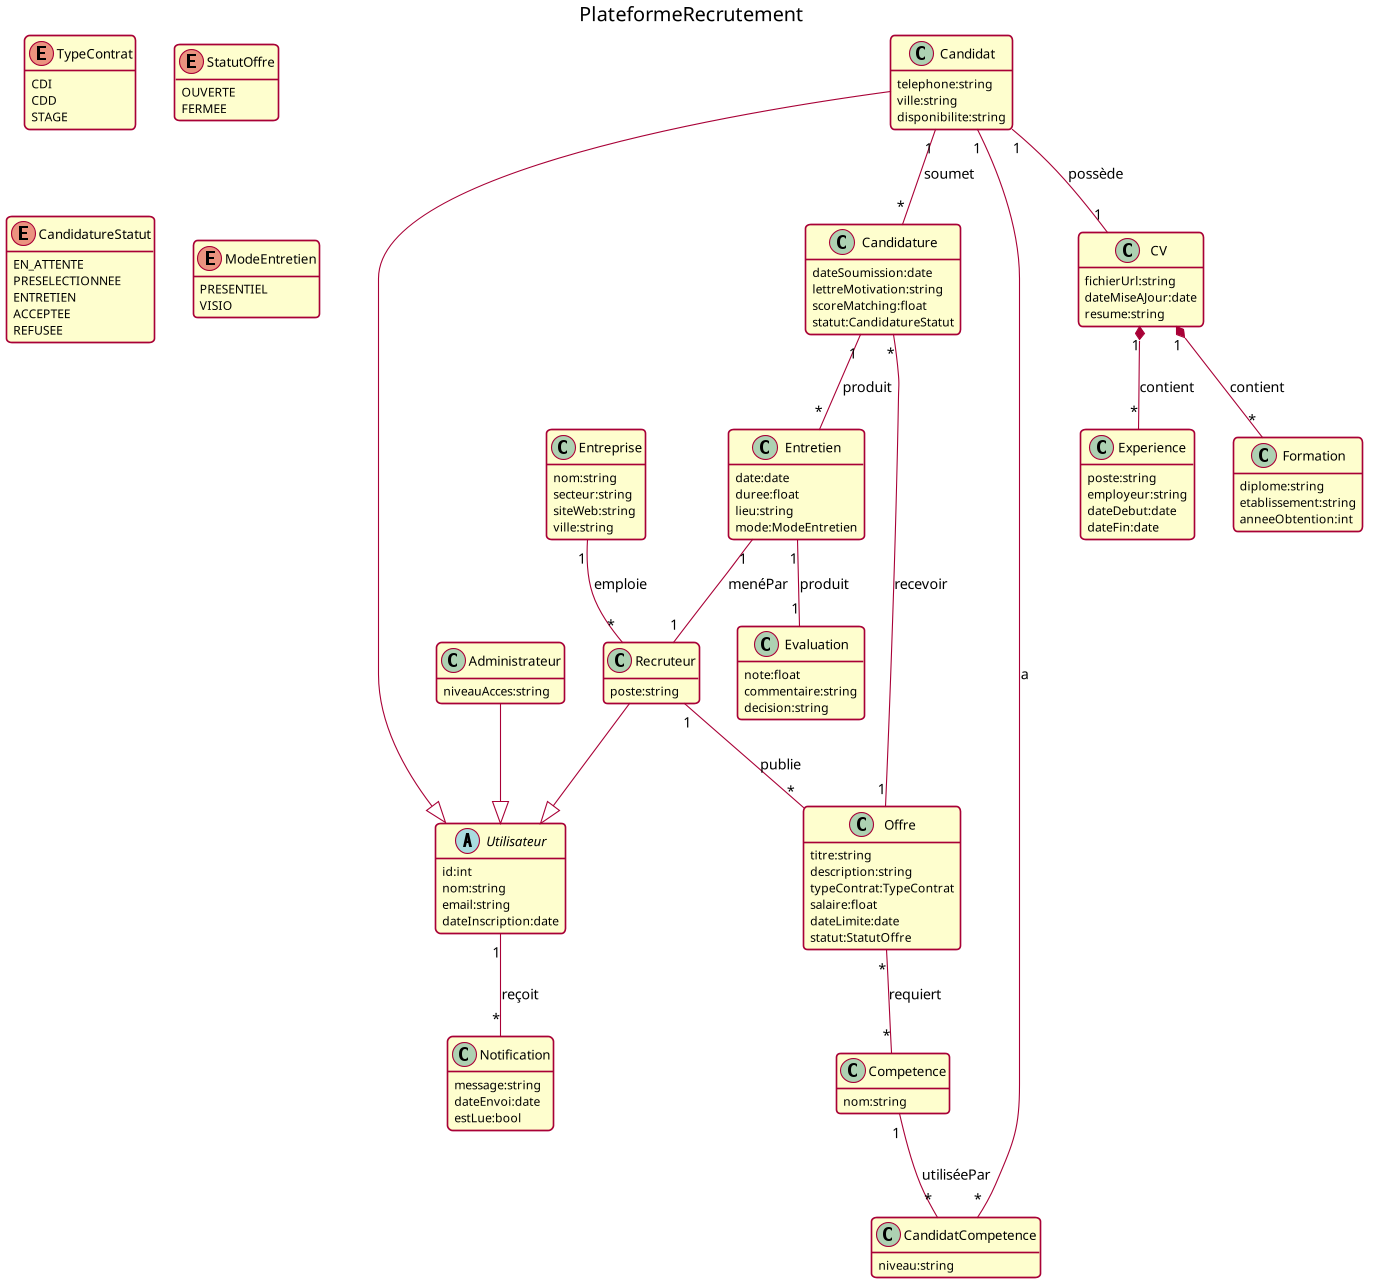 PlateformeRecrutement
E TypeContrat
CDI
CDD
STAGE
E StatutOffre
OUVERTE
FERMEE
C Candidat
telephone:string
ville:string
disponibilite:string
1
1
1
soumet
possède
*
1
E CandidatureStatut
EN_ATTENTE
PRESELECTIONNEE
ENTRETIEN
ACCEPTEE
REFUSEE
E ModeEntretien
PRESENTIEL
VISIO
C Candidature
dateSoumission:date
lettreMotivation:string
scoreMatching:float
statut:CandidatureStatut
C CV
fichierUrl:string
dateMiseAJour:date
resume:string
1
*
1
1
produit
contient
contient
*
*
*
C Entreprise
nom:string
secteur:string
siteWeb:string
ville:string
C Entretien
date:date
duree:float
lieu:string
mode:ModeEntretien
C Experience
poste:string
employeur:string
dateDebut:date
dateFin:date
C Formation
diplome:string
etablissement:string
anneeObtention:int
1
1
1
emploie
menéPar
produit
recevoir
*
1
1
C Administrateur
niveauAcces:string
C Recruteur
poste:string
C Evaluation
note:float
commentaire:string
decision:string
a
1
publie
*
1
A Utilisateur
id:int
nom:string
email:string
dateInscription:date
C Offre
titre:string
description:string
typeContrat:TypeContrat
salaire:float
dateLimite:date
statut:StatutOffre
1
*
reçoit
requiert
*
*
C Notification
message:string
dateEnvoi:date
estLue:bool
C Competence
nom:string
1
utiliséePar
*
*
C CandidatCompetence
niveau:string